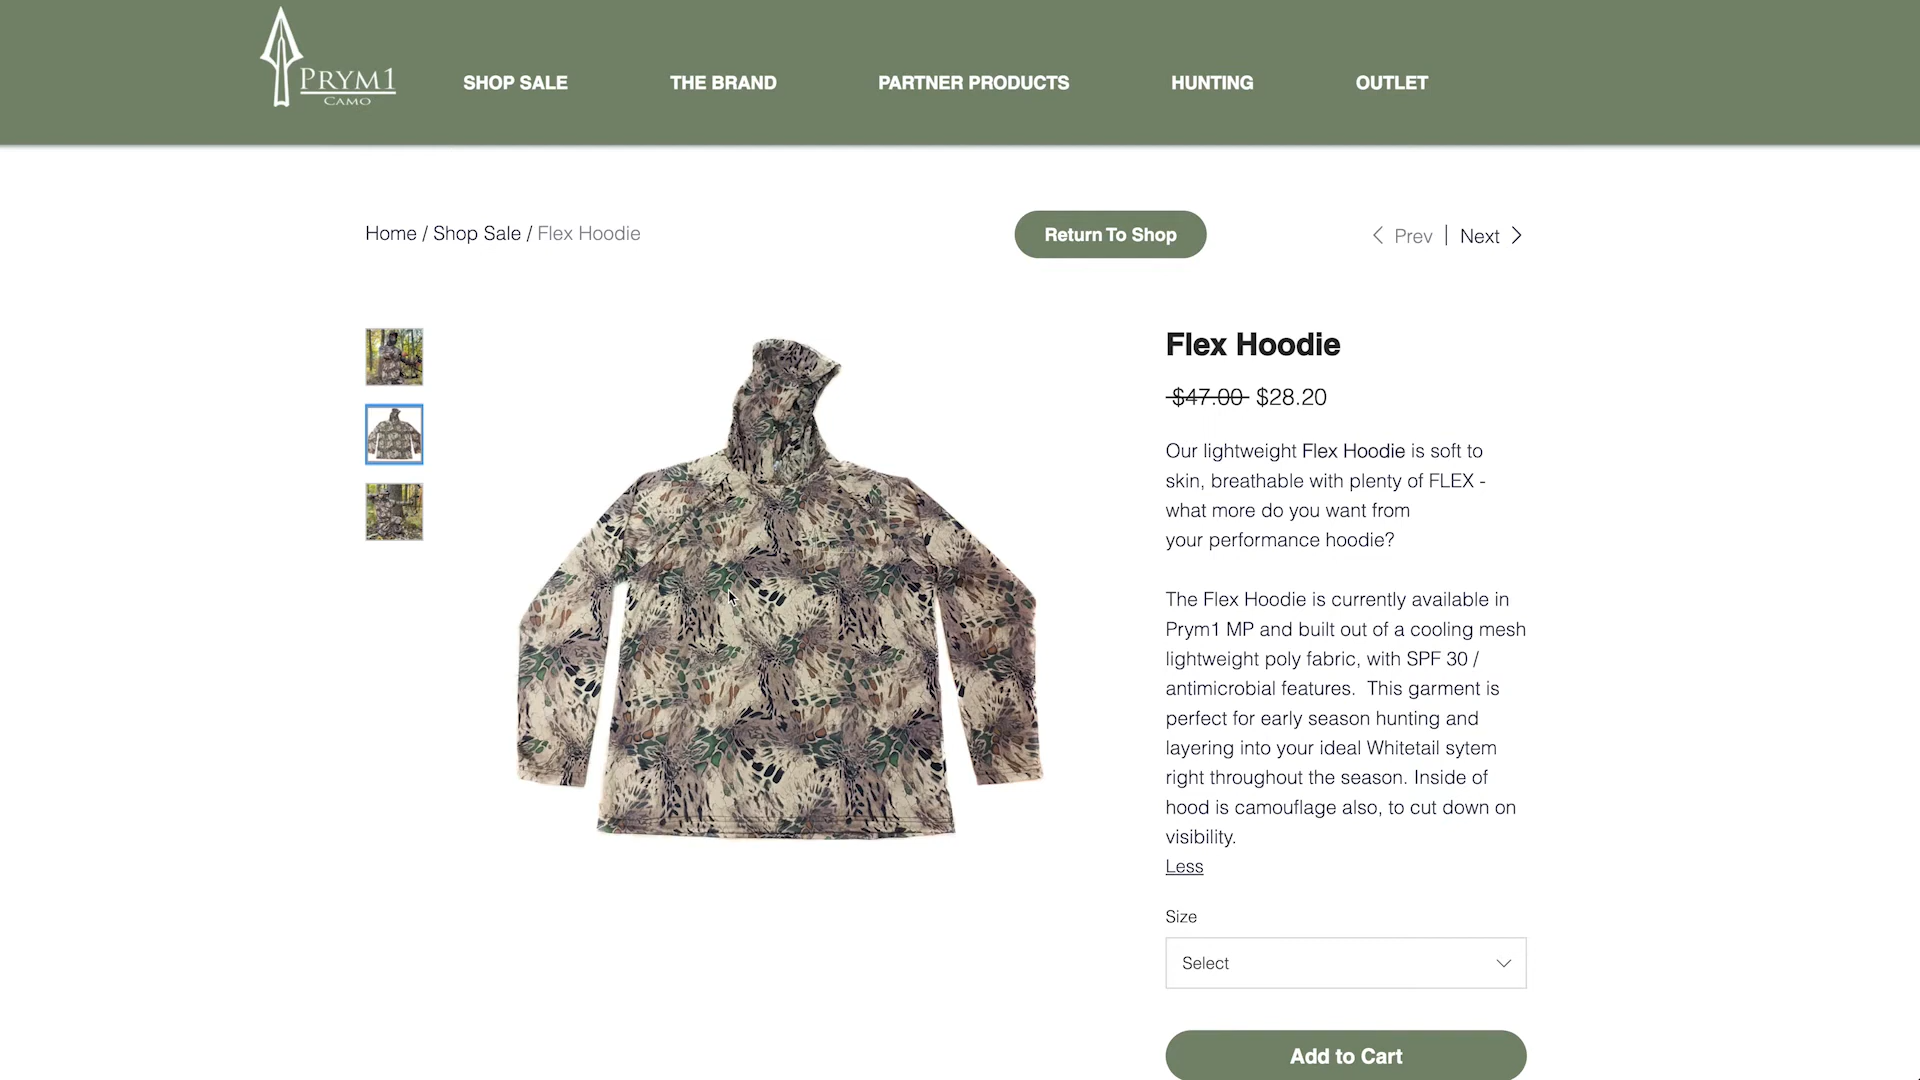 PRYM1
CAMO
SHOP SALE
THE BRAND
PARTNER PRODUCTS
HUNTING
OUTLET
Home / Shop Sale / Flex Hoodie
Return To Shop
Prev | Next
Flex Hoodie
$47.00 $28.20
Our lightweight Flex Hoodie is soft to
skin, breathable with plenty of FLEX -
what more do you want from
your performance hoodie?
The Flex Hoodie is currently available in
Prym1 MP and built out of a cooling mesh
lightweight poly fabric, with SPF 30 /
antimicrobial features.  This garment is
perfect for early season hunting and
layering into your ideal Whitetail sytem
right throughout the season. Inside of
hood is camouflage also, to cut down on
visibility.
Less
Size
Select
Add to Cart